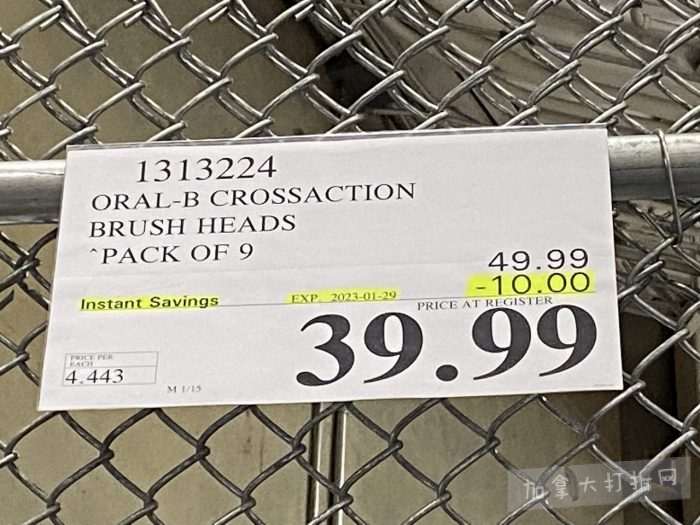 1313224
ORAL-B CROSSACTION
BRUSH HEADS
^PACK OF 9
49.99
Instant Savings EXP. 2023-01-29 -10.00
PRICE AT REGISTER
39.99
PRICE PER
EACH
4.443
M 1/15
加拿大打折网